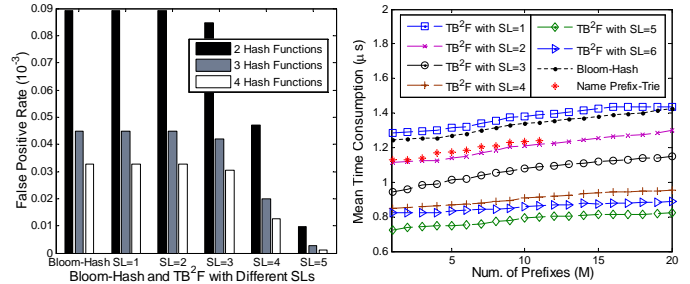 False Positive Rate (10⁻³)
0.09
0.08
0.07
0.06
0.05
0.04
0.03
0.02
0.01
0
2 Hash Functions
3 Hash Functions
4 Hash Functions
Bloom-Hash SL=1 SL=2 SL=3 SL=4 SL=5
Bloom-Hash and TB²F with Different SLs
Mean Time Consumption(μs)
2
1.8
1.6
1.4
1.2
1
0.8
0.6
TB²F with SL=1
TB²F with SL=2
TB²F with SL=3
TB²F with SL=4
TB²F with SL=5
TB²F with SL=6
Bloom-Hash
Name Prefix-Trie
5 10 15 20
Num. of Prefixes (M)